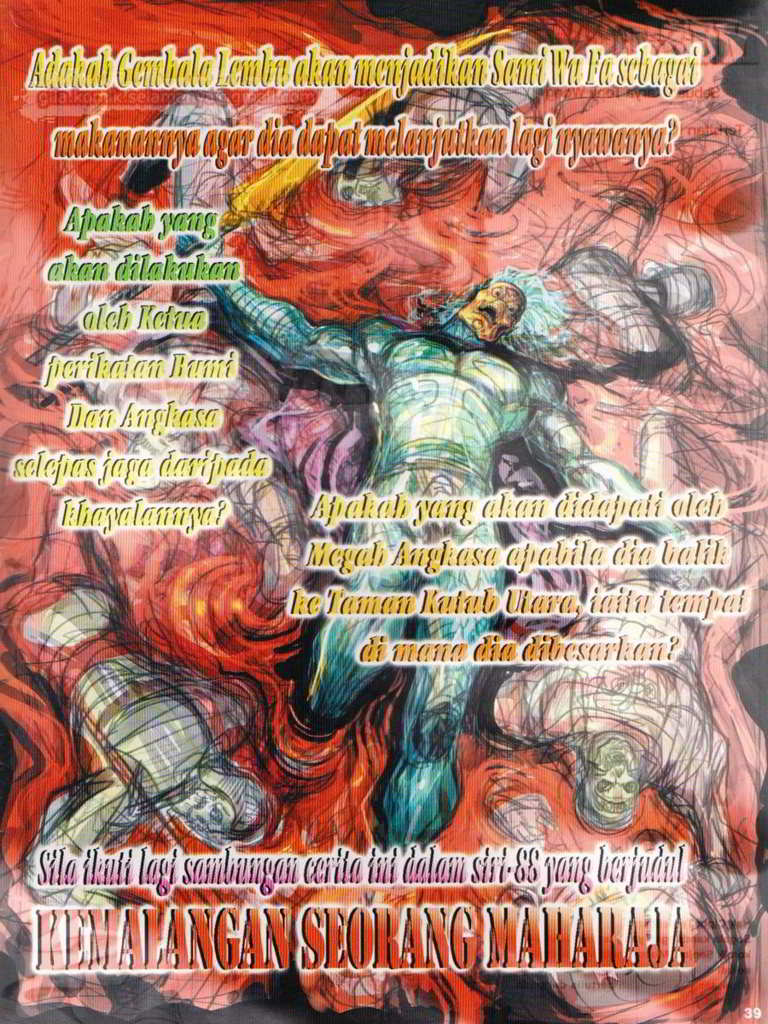 Adakah Gembala Lembu akan menjadikan Sami Wu Fa sebagai
makanannya agar dia dapat melanjutkan lagi nyawanya?
Apakah yang
akan dilakukan
oleh Ketua
perikatan Bumi
Dan Angkasa
selepas jaga daripada
khayalannya?
Apakah yang akan didapati oleh
Megah Angkasa apabila dia balik
ke Taman Kutub Utara, iaitu tempat
di mana dia dibesarkan?
Sila ikuti lagi sambungan cerita ini dalam siri-88 yang berjudul
KEMALANGAN SEORANG MAHARAJA
39